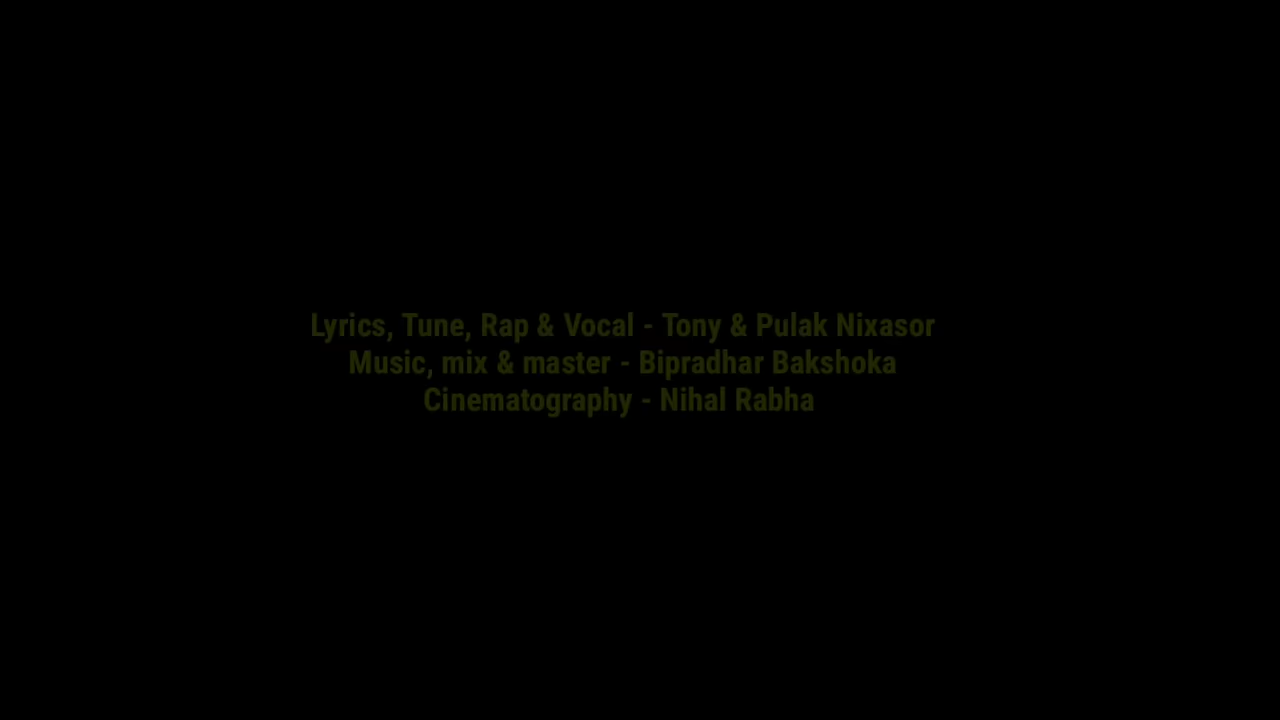 Lyrics, Tune, Rap & Vocal - Tony & Pulak Nixasor
Music, mix & master - Bipradhar Bakshoka
Cinematography - Nihal Rabha